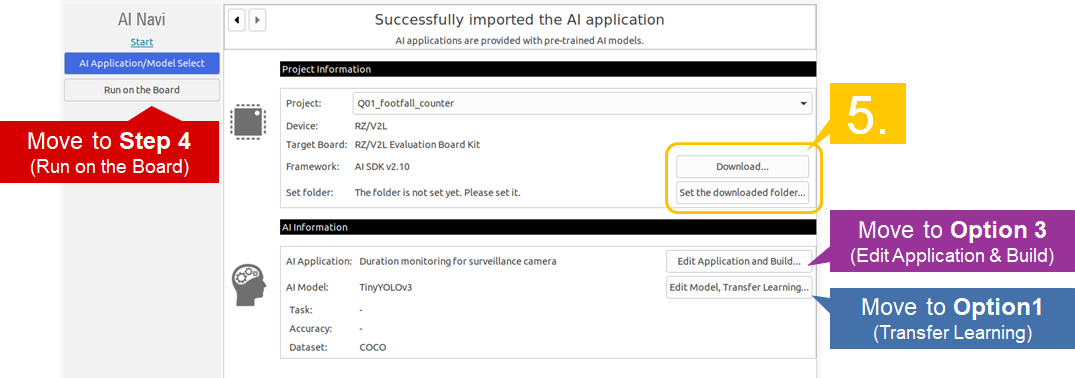 AI Navi
Start
AI Application/Model Select
Run on the Board
Move to Step 4
(Run on the Board)
Successfully imported the AI application
AI applications are provided with pre-trained AI models.
Project Information
Project: Q01_footfall_counter
Device: RZ/V2L
Target Board: RZ/V2L Evaluation Board Kit
Framework: AI SDK v2.10 Download...
Set folder: The folder is not set yet. Please set it. Set the downloaded folder...
5.
AI Information
AI Application: Duration monitoring for surveillance camera Edit Application and Build...
AI Model: TinyYOLOv3 Edit Model, Transfer Learning...
Task: -
Accuracy: -
Dataset: COCO
Move to Option 3
(Edit Application & Build)
Move to Option1
(Transfer Learning)